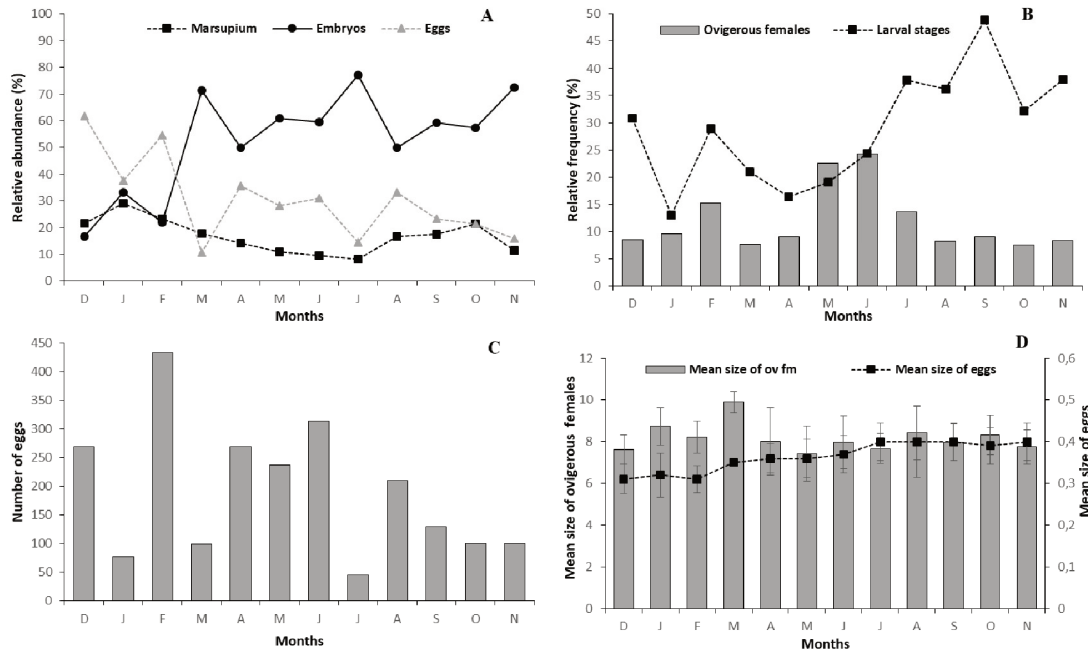 A
Marsupium Embryos Eggs
Relative abundance (%)
100
90
80
70
60
50
40
30
20
10
0
D J F M A M J J A S O N
Months
B
Ovigerous females Larval stages
Relative frequency (%)
50
45
40
35
30
25
20
15
10
5
0
D J F M A M J J A S O N
Months
C
Number of eggs
450
400
350
300
250
200
150
100
50
0
D J F M A M J J A S O N
Months
D
Mean size of ov fm Mean size of eggs
Mean size of ovigerous females
12
10
8
6
4
2
0
0,6
0,5
0,4
0,3
0,2
0,1
0
Mean size of eggs
D J F M A M J J A S O N
Months